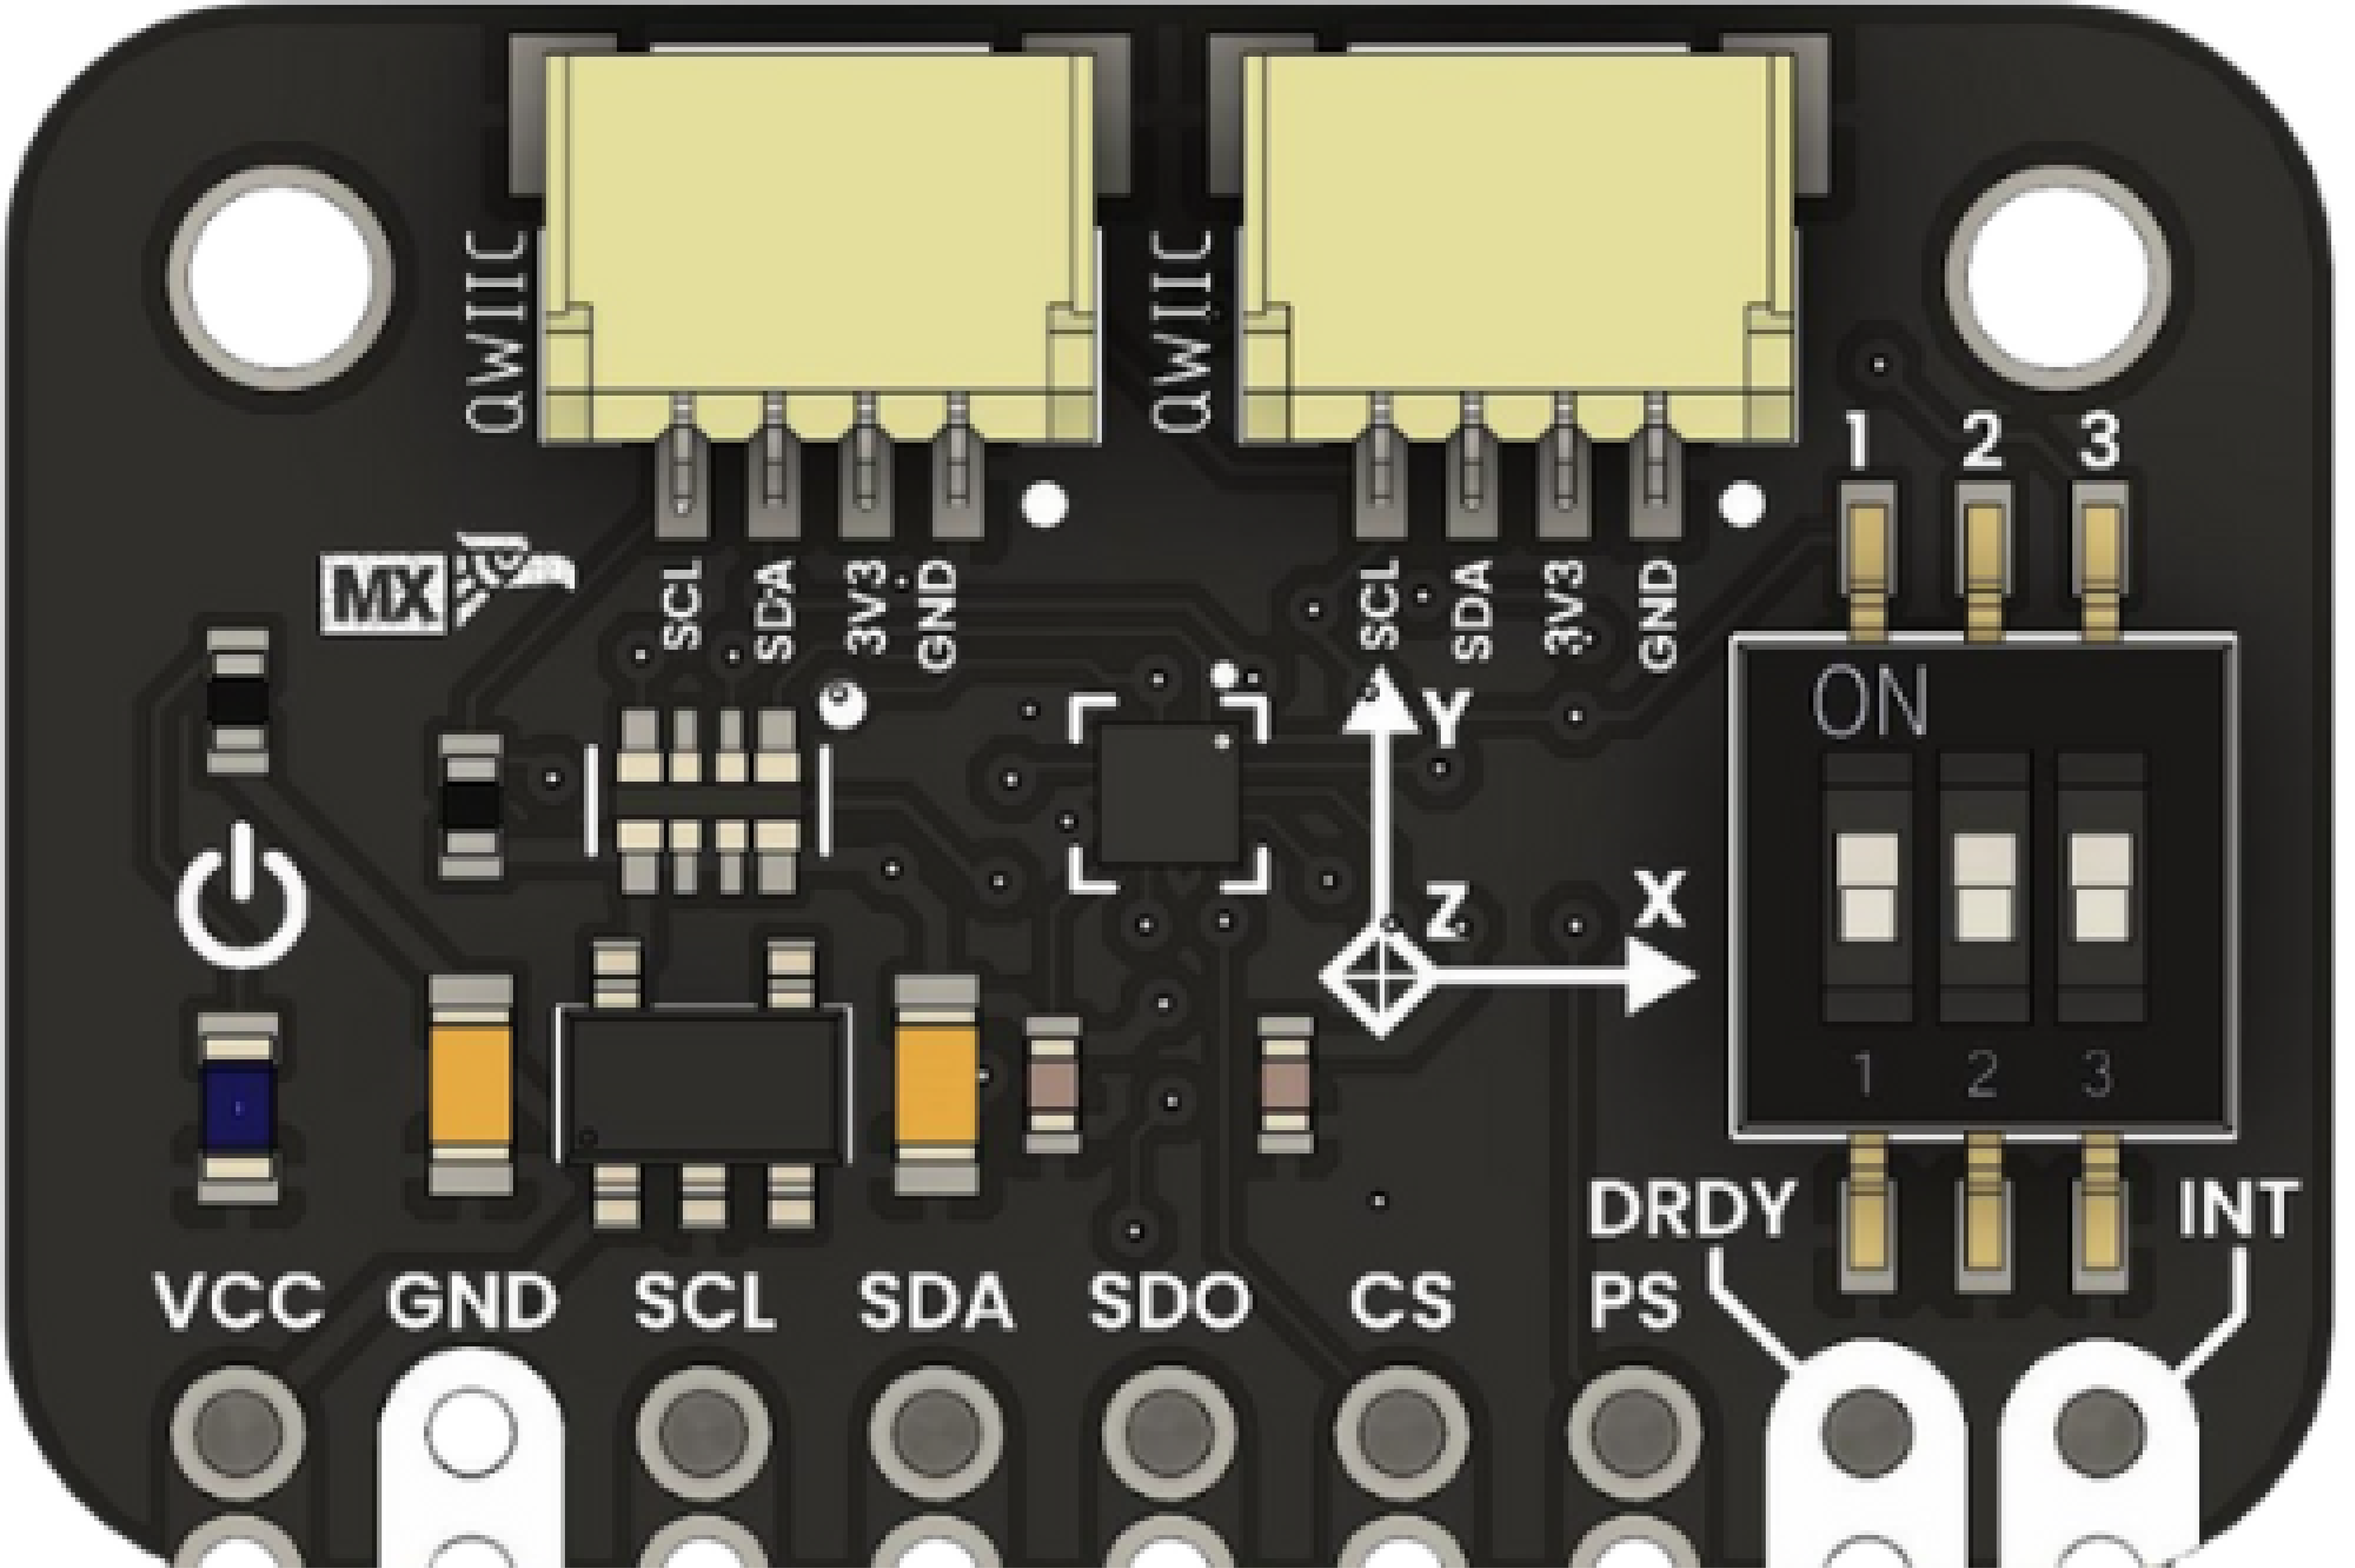 QWIIC
QWIIC
1 2 3
SCL SDA 3V3 GND
SCL SDA 3V3 GND
MX
ON
Y
Z
X
1 2 3
DRDY
INT
VCC GND SCL SDA SDO CS PS